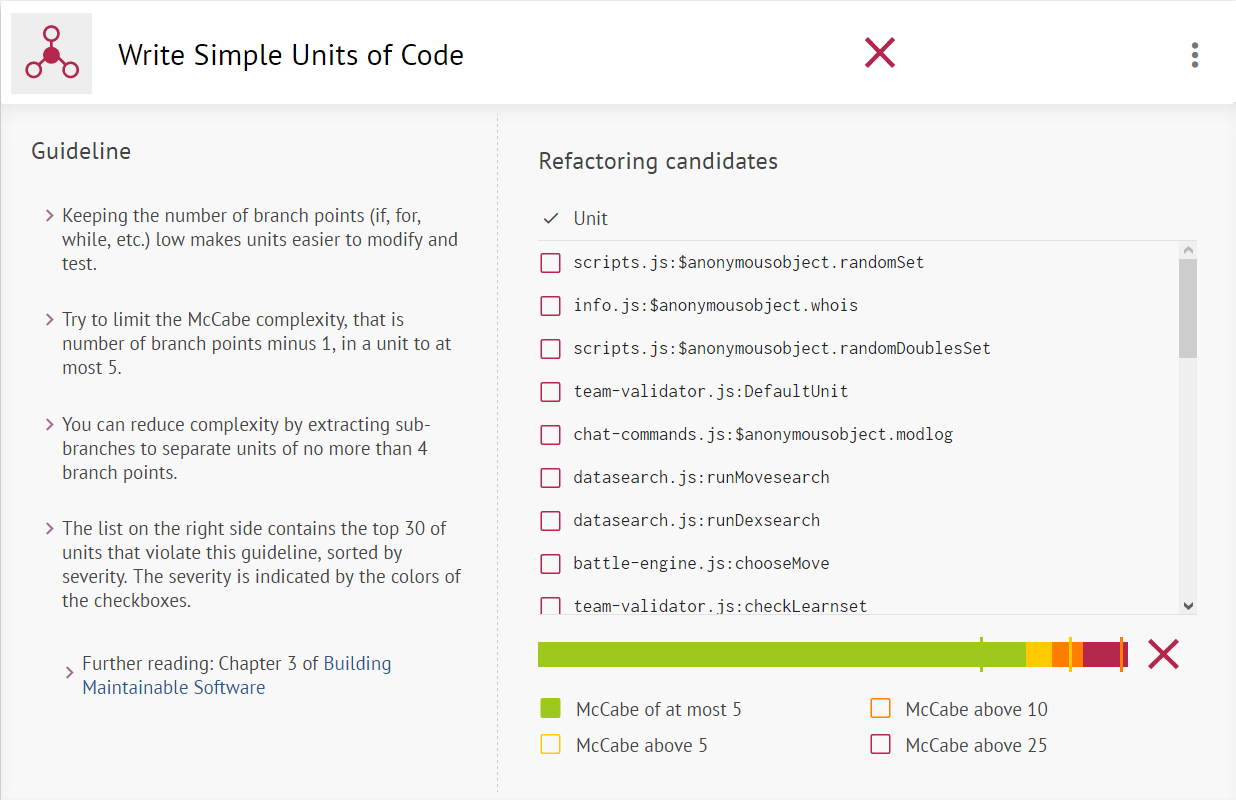 Write Simple Units of Code
Guideline
Keeping the number of branch points (if, for,
while, etc.) low makes units easier to modify and
test.
Try to limit the McCabe complexity, that is
number of branch points minus 1, in a unit to at
most 5.
You can reduce complexity by extracting sub-
branches to separate units of no more than 4
branch points.
The list on the right side contains the top 30 of
units that violate this guideline, sorted by
severity. The severity is indicated by the colors of
the checkboxes.
Further reading: Chapter 3 of Building
Maintainable Software
Refactoring candidates
Unit
scripts.js:$anonymousobject.randomSet
info.js:$anonymousobject.whois
scripts.js:$anonymousobject.randomDoublesSet
team-validator.js:DefaultUnit
chat-commands.js:$anonymousobject.modlog
datasearch.js:runMovesearch
datasearch.js:runDexsearch
battle-engine.js:chooseMove
team-validator.js:checkLearnset
McCabe of at most 5
McCabe above 10
McCabe above 5
McCabe above 25